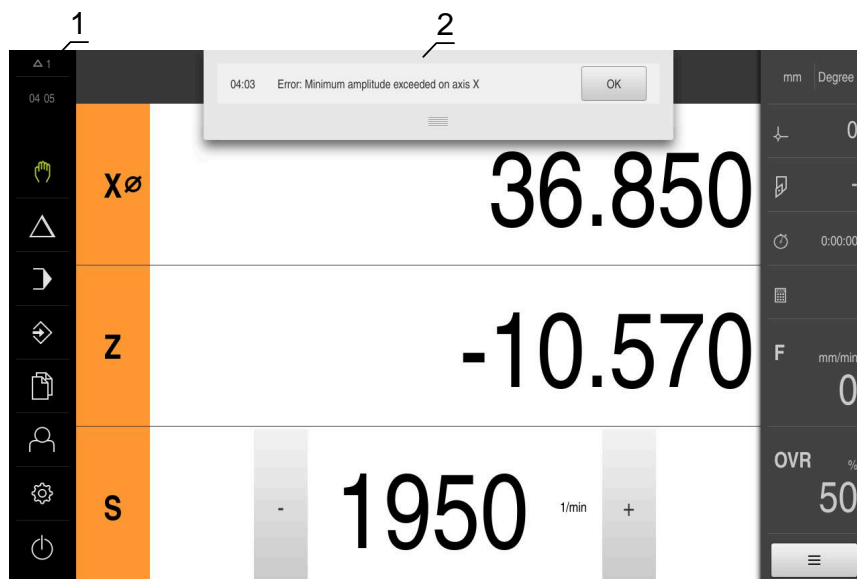 1
2
△ 1
04:03 Error: Minimum amplitude exceeded on axis X OK
mm Degree
04 05
0
X⌀ 36.850
-
0:00:00
Z -10.570
F mm/min
0
OVR %
50
S - 1950 1/min +